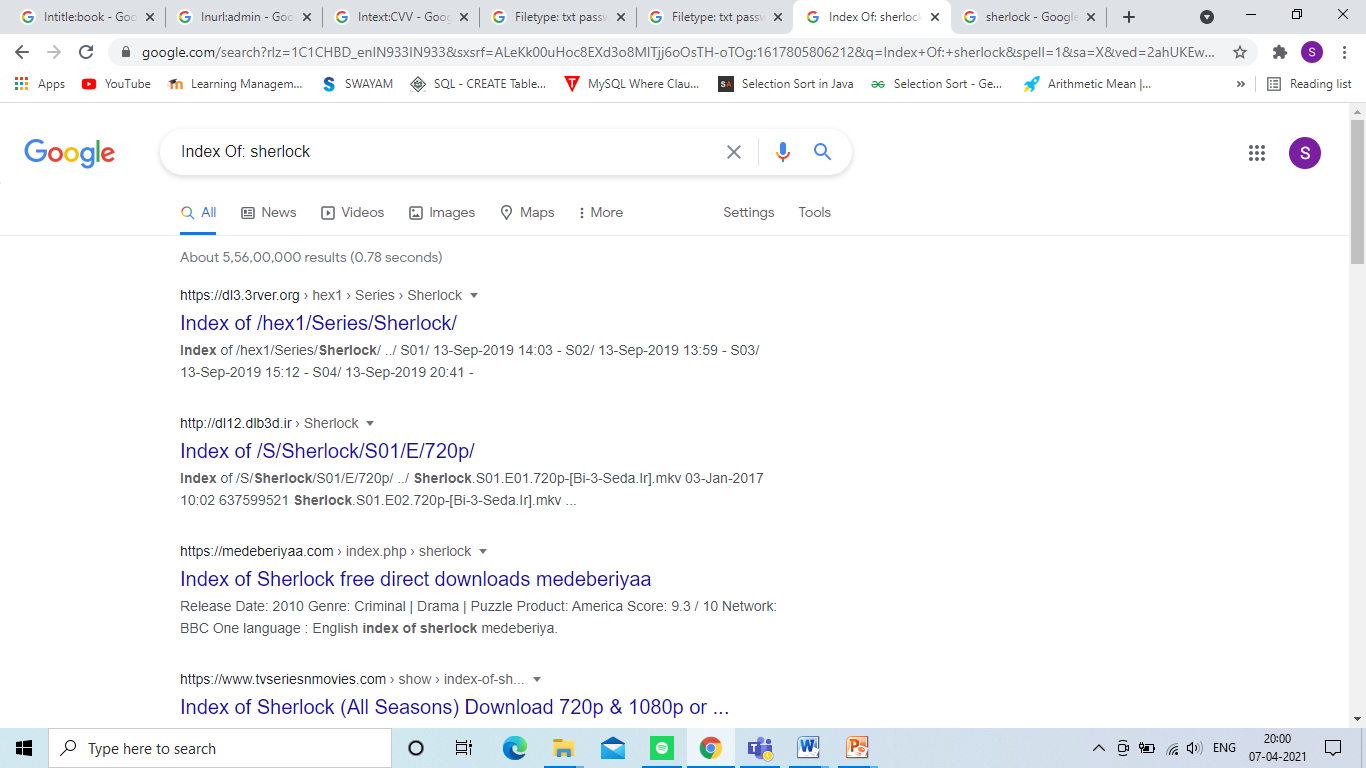 Intitle:book - Goo
Inurl:admin - Goo
Intext:CVV - Goog
Filetype: txt passw
Filetype: txt passw
Index Of: sherlock
sherlock - Google
google.com/search?rlz=1C1CHBD_enIN933IN933&sxsrf=ALeKk00uHoc8EXd3o8MITjj6oOsTH-oTOg:1617805806212&q=Index+Of:+sherlock&spell=1&sa=X&ved=2ahUKEw...
S
Apps
YouTube
Learning Managem...
SWAYAM
SQL - CREATE Table...
MySQL Where Clau...
Selection Sort in Java
Selection Sort - Ge...
Arithmetic Mean |...
»
Reading list
Google
Index Of: sherlock
S
All
News
Videos
Images
Maps
More
Settings
Tools
About 5,56,00,000 results (0.78 seconds)
https://dl3.3rver.org › hex1 › Series › Sherlock
Index of /hex1/Series/Sherlock/
Index of /hex1/Series/Sherlock/ ../ S01/ 13-Sep-2019 14:03 - S02/ 13-Sep-2019 13:59 - S03/
13-Sep-2019 15:12 - S04/ 13-Sep-2019 20:41 -
http://dl12.dlb3d.ir › Sherlock
Index of /S/Sherlock/S01/E/720p/
Index of /S/Sherlock/S01/E/720p/ ../ Sherlock.S01.E01.720p-[Bi-3-Seda.Ir].mkv 03-Jan-2017
10:02 637599521 Sherlock.S01.E02.720p-[Bi-3-Seda.Ir].mkv ...
https://medeberiyaa.com › index.php › sherlock
Index of Sherlock free direct downloads medeberiyaa
Release Date: 2010 Genre: Criminal | Drama | Puzzle Product: America Score: 9.3 / 10 Network:
BBC One language : English index of sherlock medeberiya.
https://www.tvseriesnmovies.com › show › index-of-sh...
Index of Sherlock (All Seasons) Download 720p & 1080p or ...
Type here to search
ENG
20:00
07-04-2021